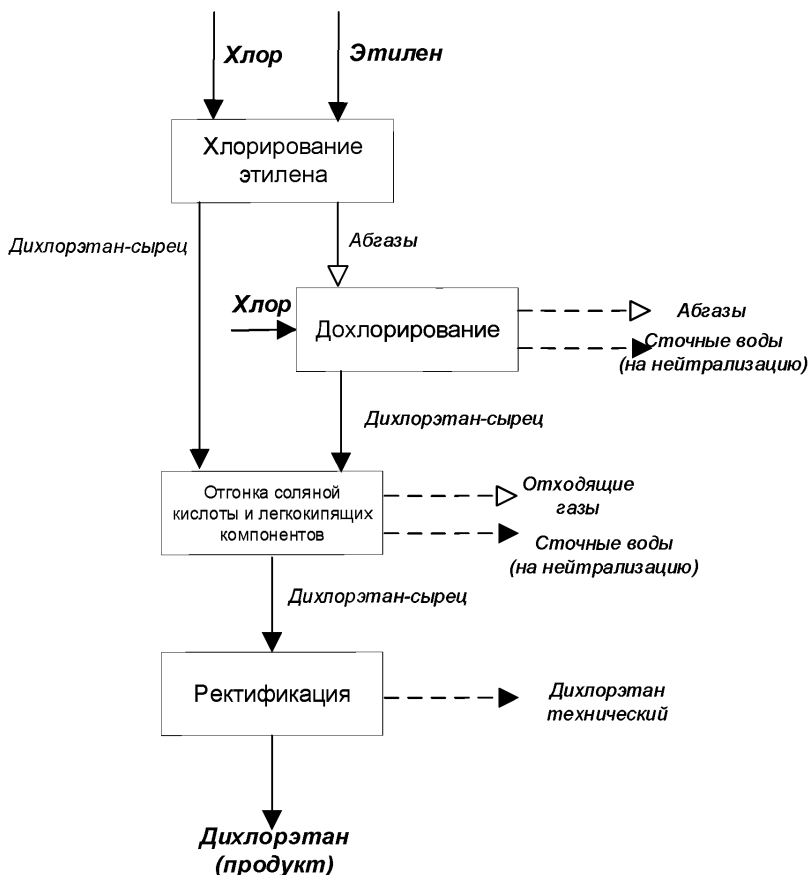 Хлор
Этилен
Хлорирование
этилена
Дихлорэтан-сырец
Абгазы
Хлор
Дохлорирование
Абгазы
Сточные воды
(на нейтрализацию)
Дихлорэтан-сырец
Отгонка соляной
кислоты и легкокипящих
компонентов
Отходящие
газы
Сточные воды
(на нейтрализацию)
Дихлорэтан-сырец
Ректификация
Дихлорэтан
технический
Дихлорэтан
(продукт)